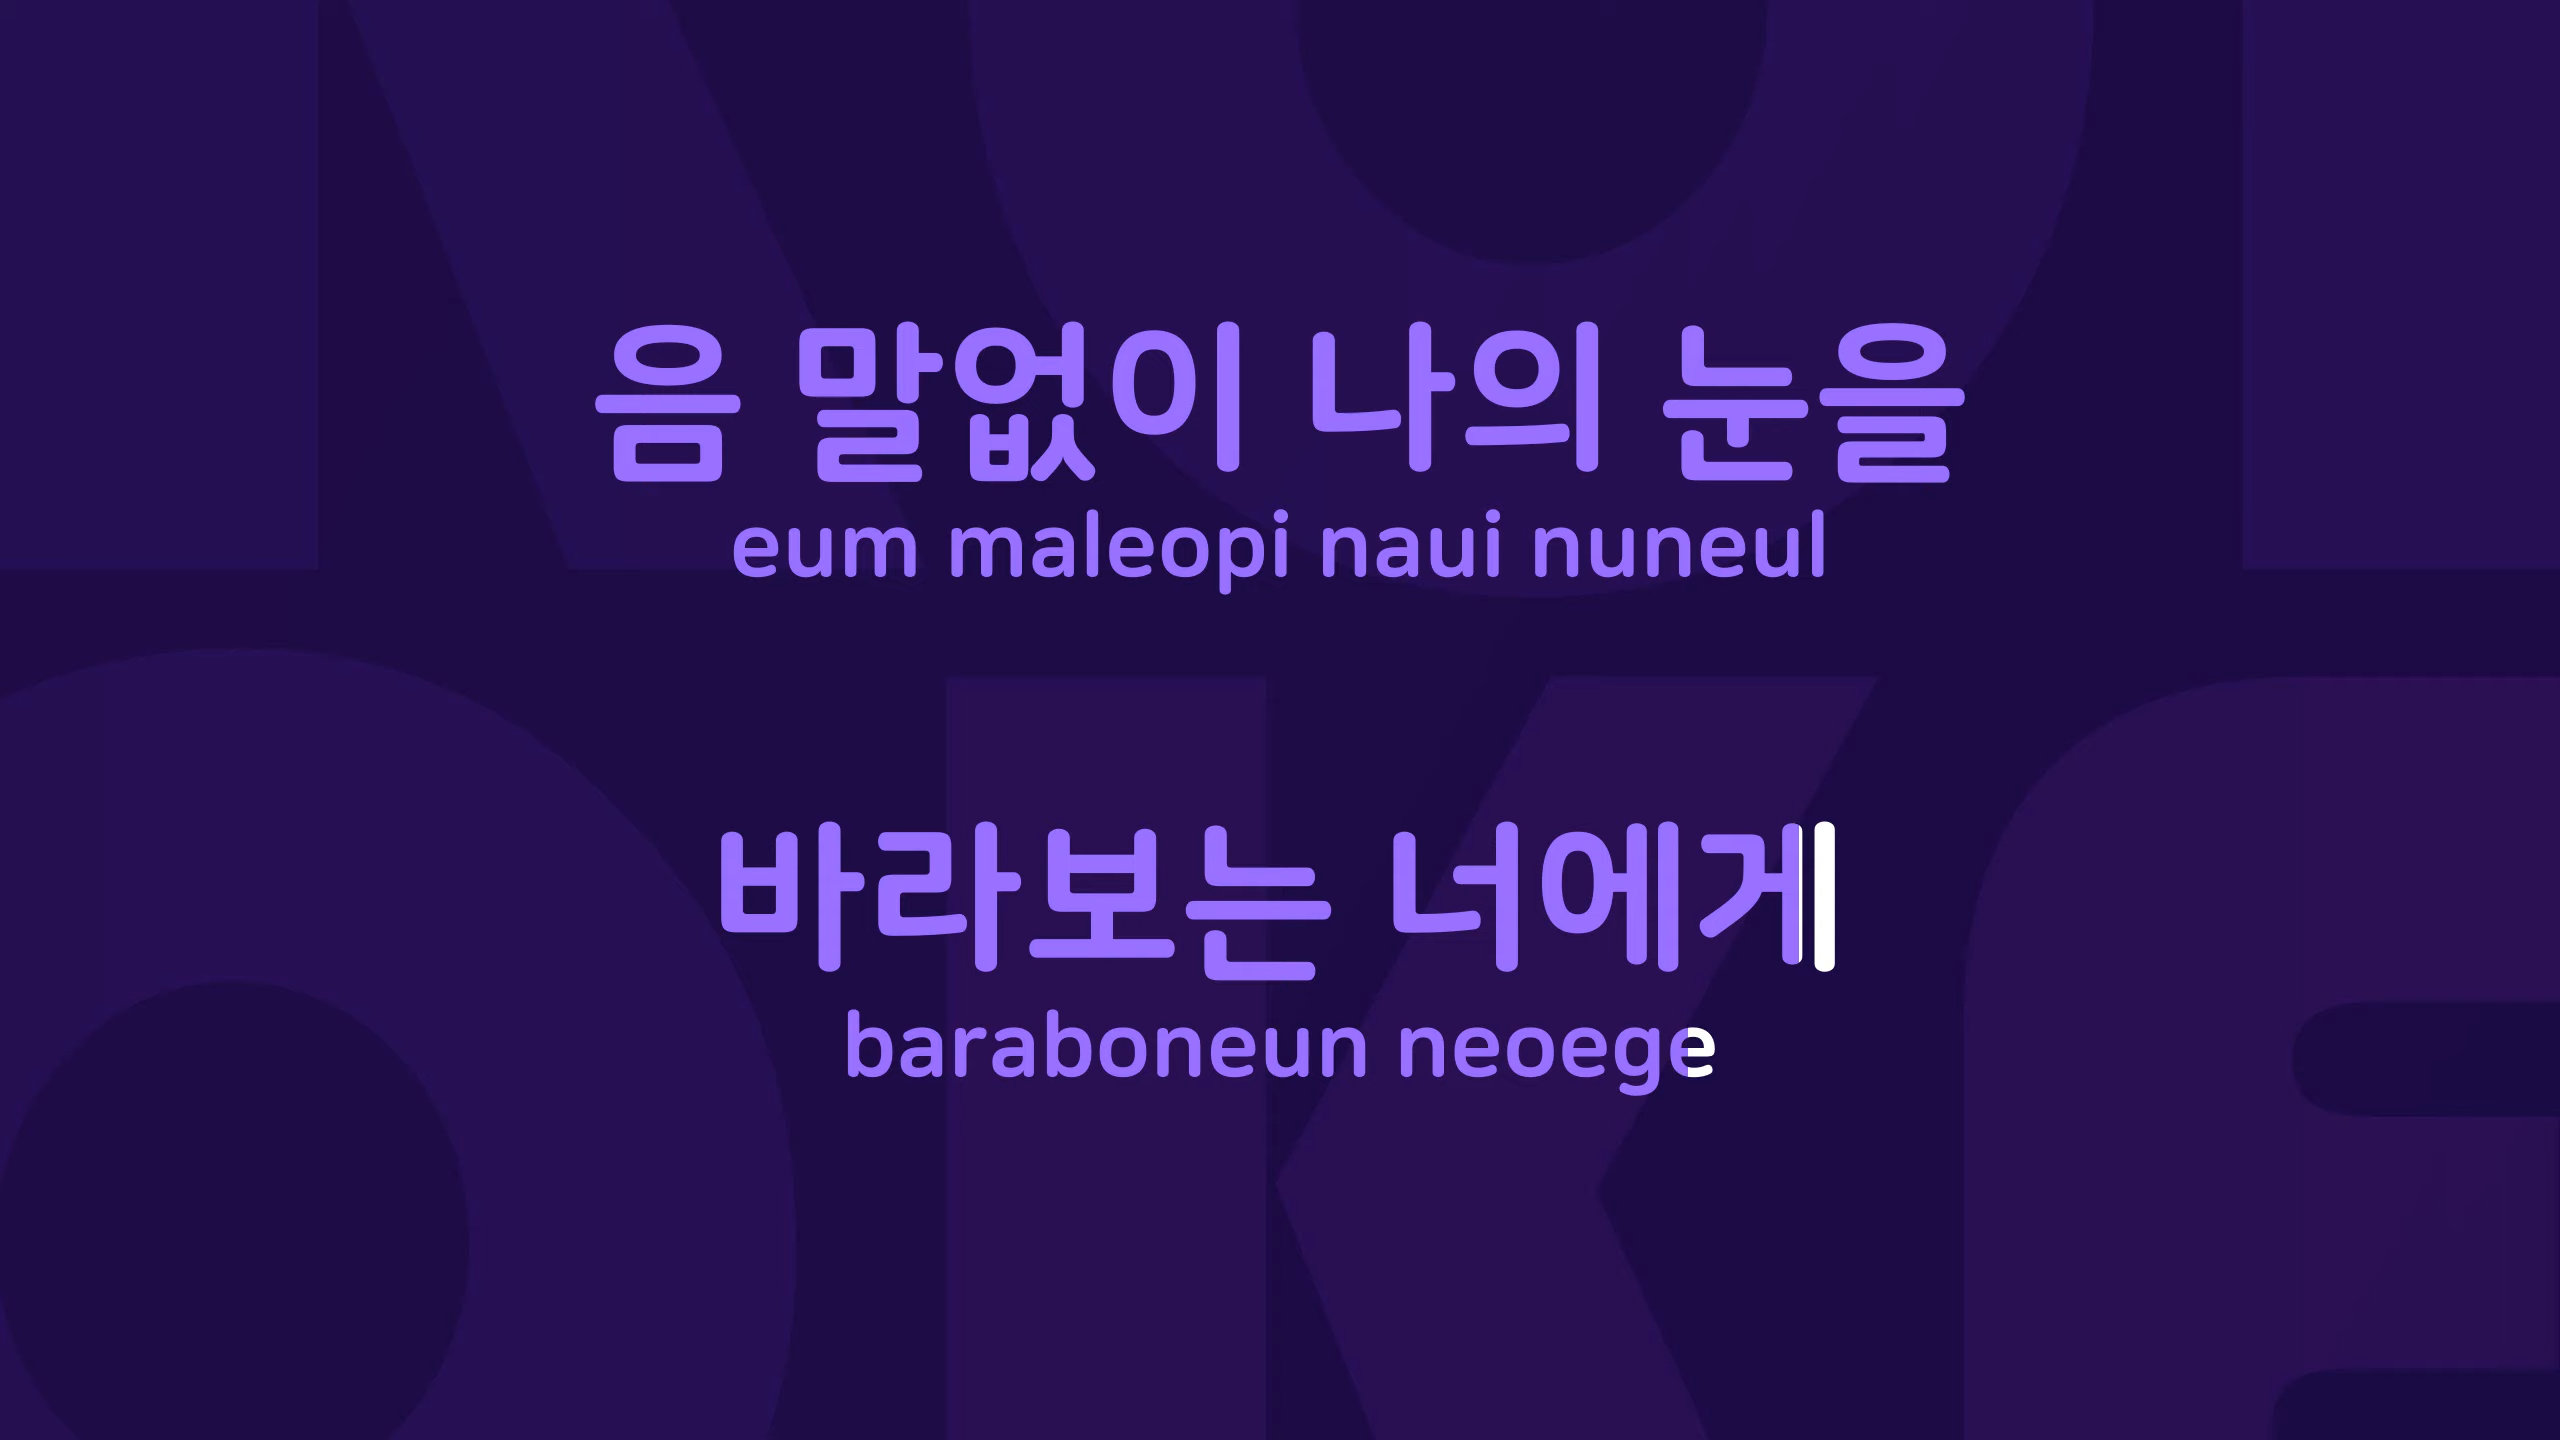 음 말없이 나의 눈을
eum maleopi naui nuneul
바라보는 너에게
baraboneun neoege